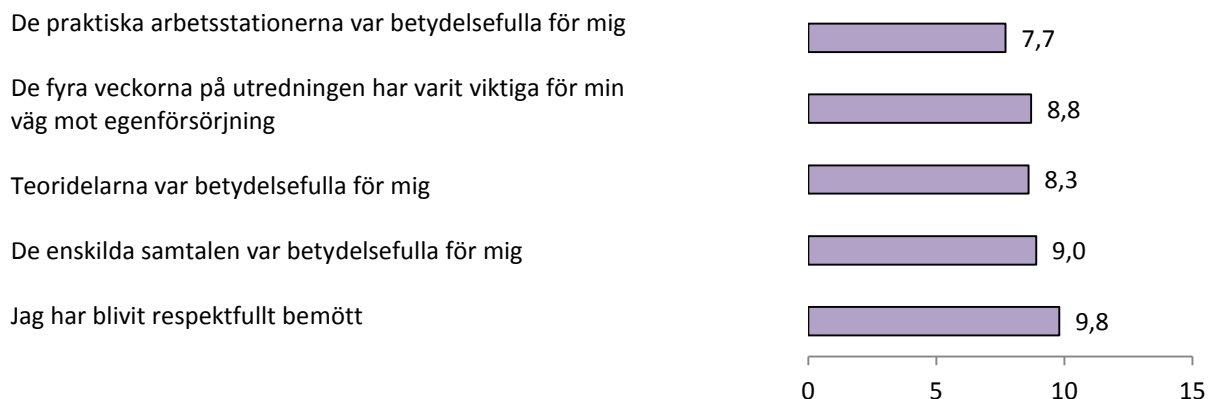 De praktiska arbetsstationerna var betydelsefulla för mig
7,7
De fyra veckorna på utredningen har varit viktiga för min
väg mot egenförsörjning
8,8
Teoridelarna var betydelsefulla för mig
8,3
De enskilda samtalen var betydelsefulla för mig
9,0
Jag har blivit respektfullt bemött
9,8
0 5 10 15